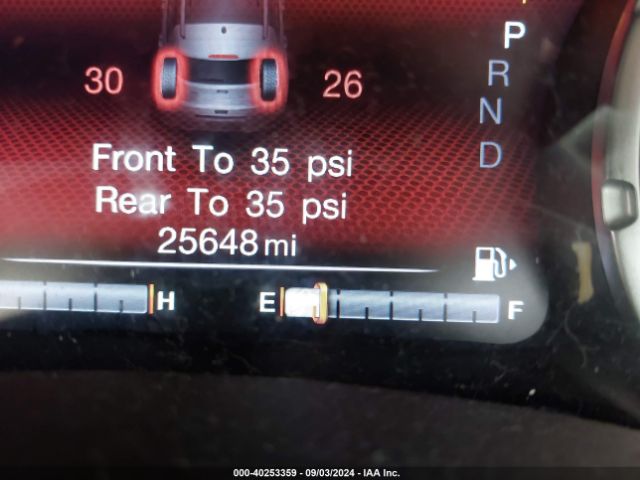 P
R
30 26
N
D
Front To 35 psi
Rear To 35 psi
25648 mi
H E F
000-40253359 - 09/03/2024 - IAA Inc.